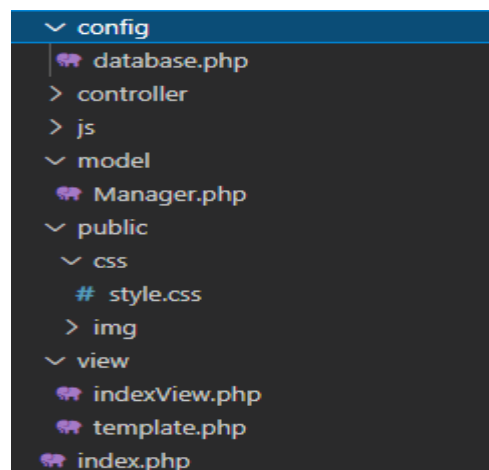 config
database.php
controller
js
model
Manager.php
public
css
# style.css
img
view
indexView.php
template.php
index.php